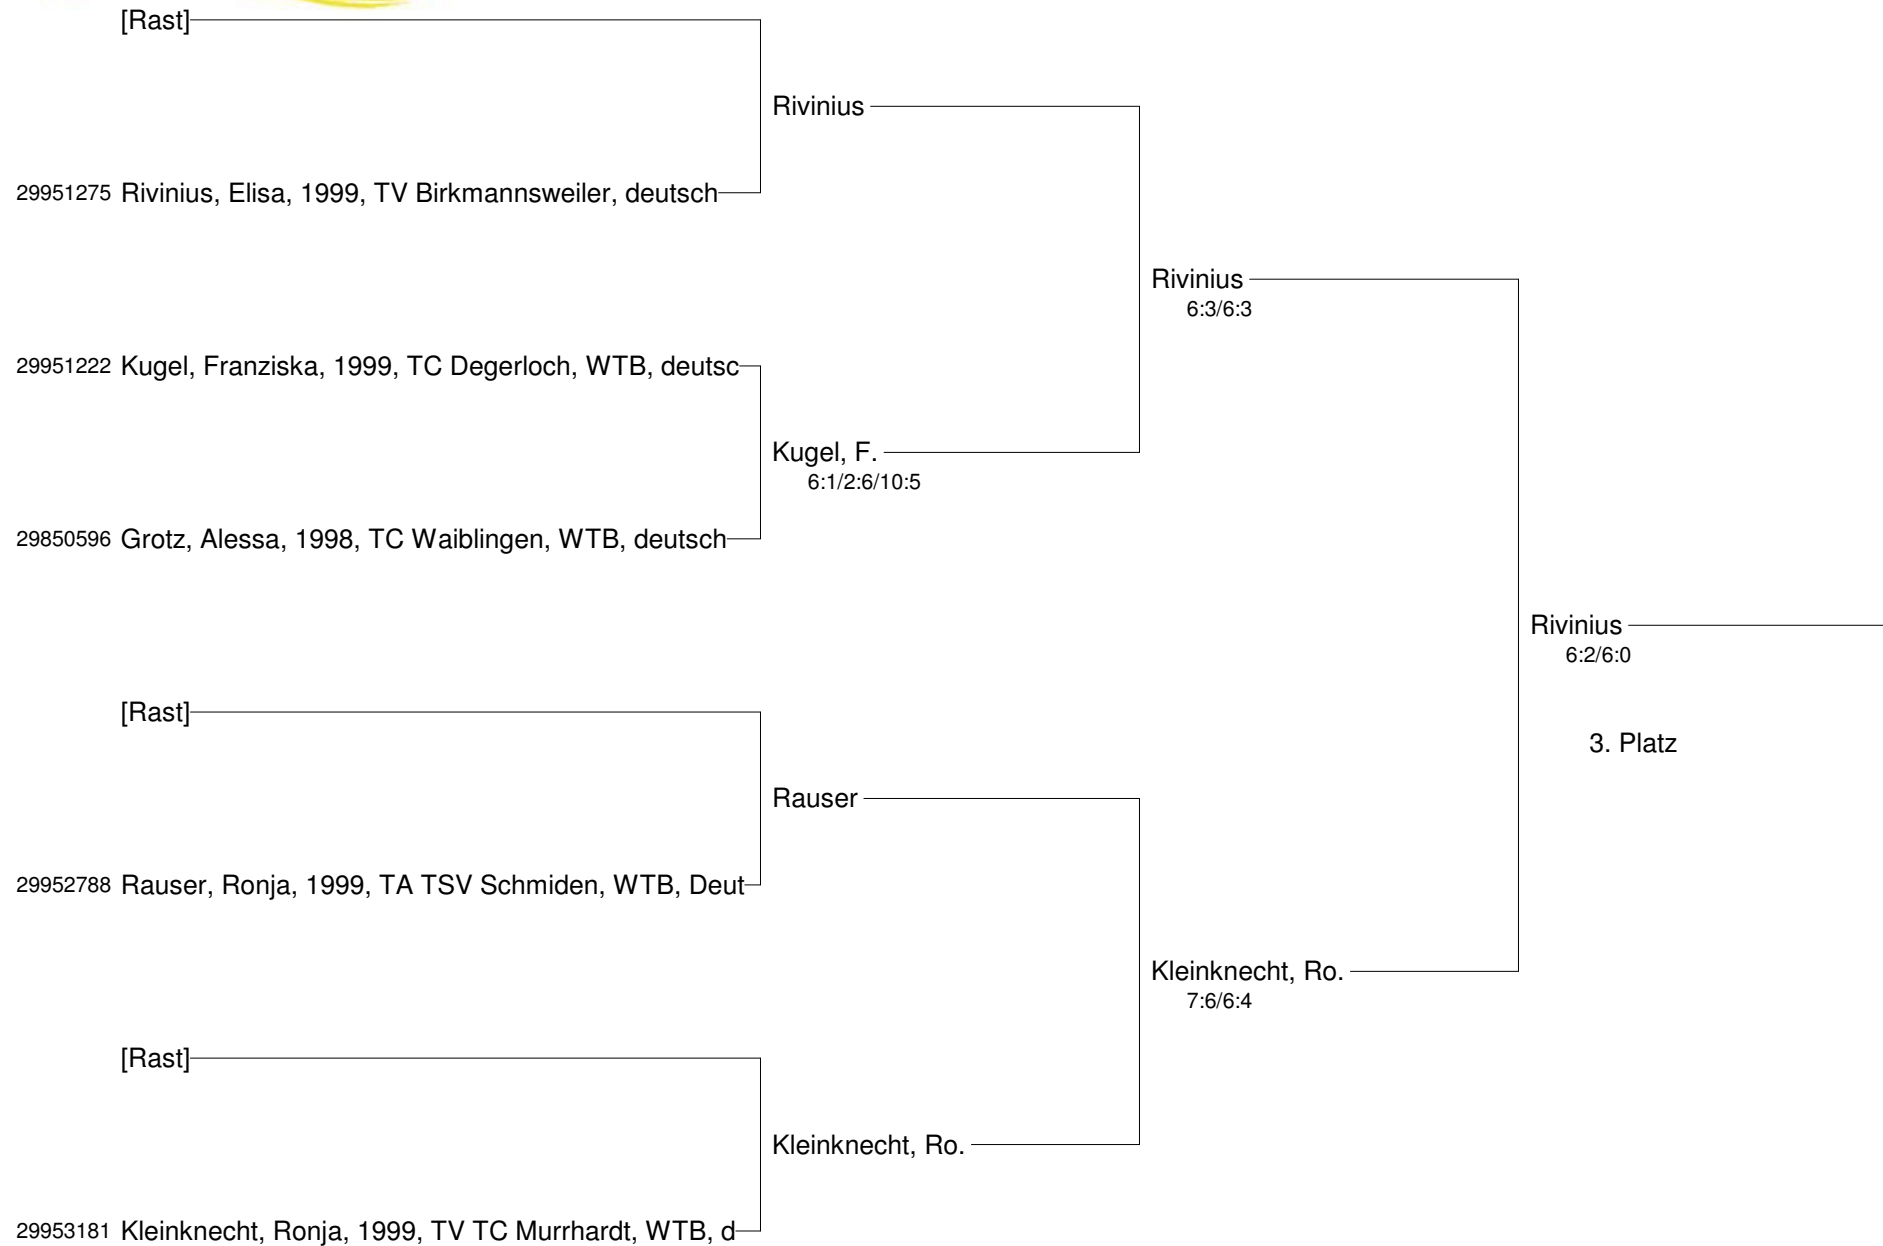 [Rast]
Rivinius
29951275 Rivinius, Elisa, 1999, TV Birkmannsweiler, deutsch
Rivinius
6:3/6:3
29951222 Kugel, Franziska, 1999, TC Degerloch, WTB, deutsc
Kugel, F.
6:1/2:6/10:5
29850596 Grotz, Alessa, 1998, TC Waiblingen, WTB, deutsch
Rivinius
6:2/6:0
[Rast]
3. Platz
Rauser
29952788 Rauser, Ronja, 1999, TA TSV Schmiden, WTB, Deut
Kleinknecht, Ro.
7:6/6:4
[Rast]
Kleinknecht, Ro.
29953181 Kleinknecht, Ronja, 1999, TV TC Murrhardt, WTB, d